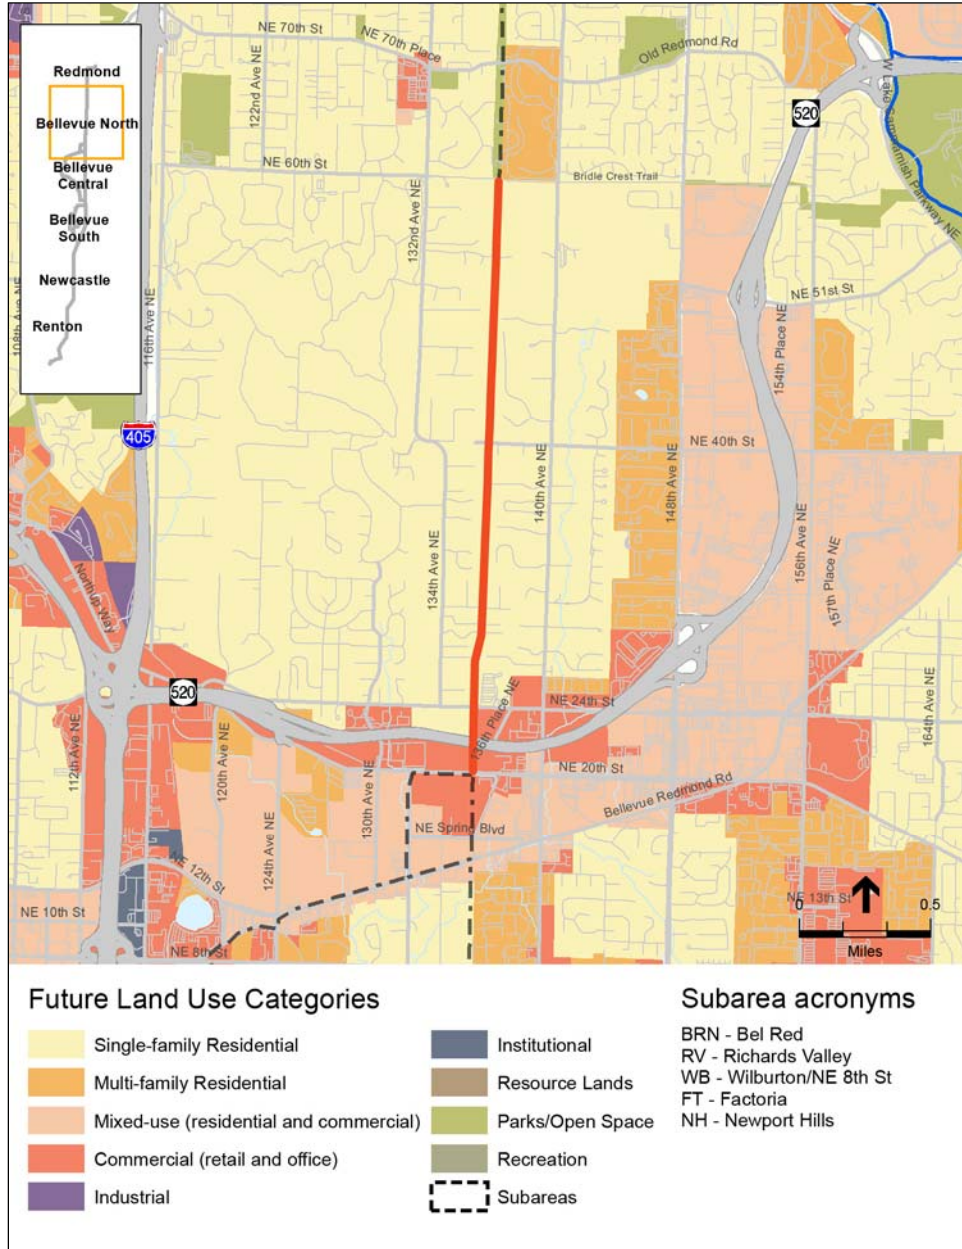 NE 70th St
NE 70th Place
Old Redmond Rd
122nd Ave NE
W Lake Sammamish Parkway NE
520
Redmond
Bellevue North
Bellevue
Central
Bellevue
South
Newcastle
Renton
NE 60th St
Bridle Crest Trail
132nd Ave NE
108th Ave NE
116th Ave NE
NE 51st St
154th Place NE
405
NE 40th St
140th Ave NE
148th Ave NE
156th Ave NE
157th Place NE
134th Ave NE
Northup Way
520
136th Place NE
NE 24th St
164th Ave NE
112th Ave NE
120th Ave NE
NE 20th St
130th Ave NE
Bellevue Redmond Rd
NE Spring Blvd
124th Ave NE
NE 12th St
NE 10th St
NE 8th St
NE 13th St
0
0.5
Miles
Future Land Use Categories
Single-family Residential
Multi-family Residential
Mixed-use (residential and commercial)
Commercial (retail and office)
Industrial
Institutional
Resource Lands
Parks/Open Space
Recreation
Subareas
Subarea acronyms
BRN - Bel Red
RV - Richards Valley
WB - Wilburton/NE 8th St
FT - Factoria
NH - Newport Hills